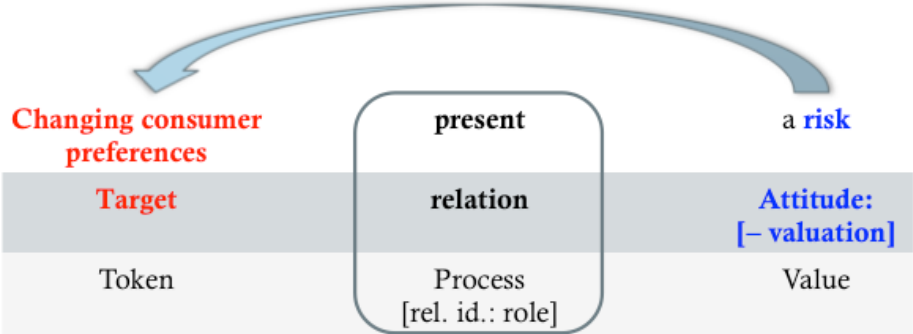 Changing consumer preferences present a risk
Target relation Attitude: [– valuation]
Token Process [rel. id.: role] Value